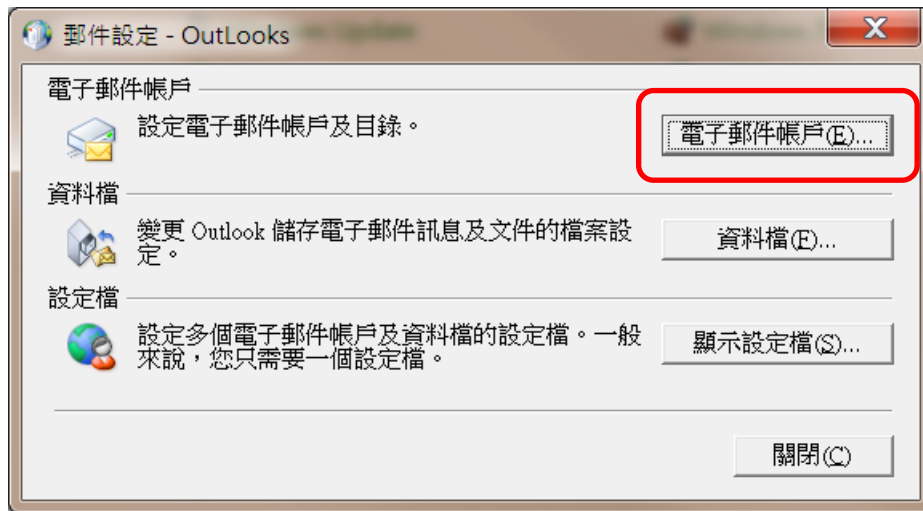 郵件設定 - OutLooks
電子郵件帳戶
設定電子郵件帳戶及目錄。
電子郵件帳戶(E)...
資料檔
變更 Outlook 儲存電子郵件訊息及文件的檔案設
定。
資料檔(F)...
設定檔
設定多個電子郵件帳戶及資料檔的設定檔。一般
來說，您只需要一個設定檔。
顯示設定檔(S)...
關閉(C)